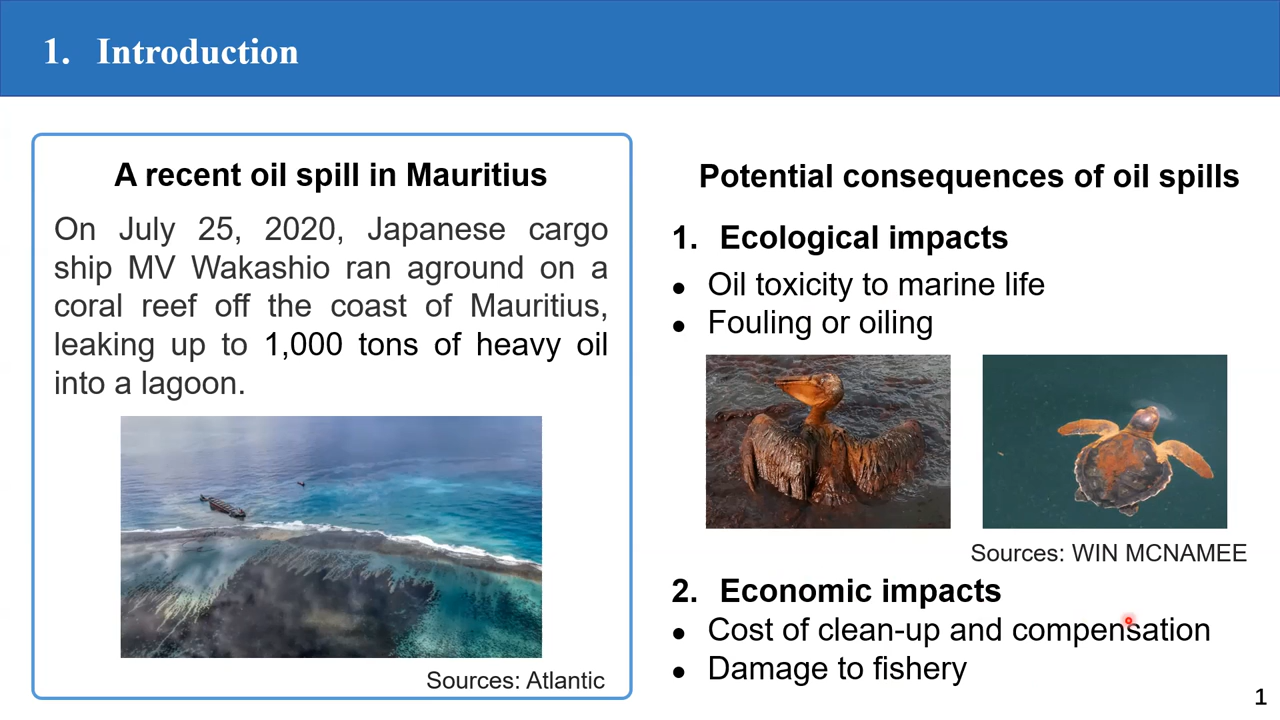 1. Introduction
A recent oil spill in Mauritius
On July 25, 2020, Japanese cargo
ship MV Wakashio ran aground on a
coral reef off the coast of Mauritius,
leaking up to 1,000 tons of heavy oil
into a lagoon.
Sources: Atlantic
Potential consequences of oil spills
1. Ecological impacts
● Oil toxicity to marine life
● Fouling or oiling
Sources: WIN MCNAMEE
2. Economic impacts
● Cost of clean-up and compensation
● Damage to fishery
1